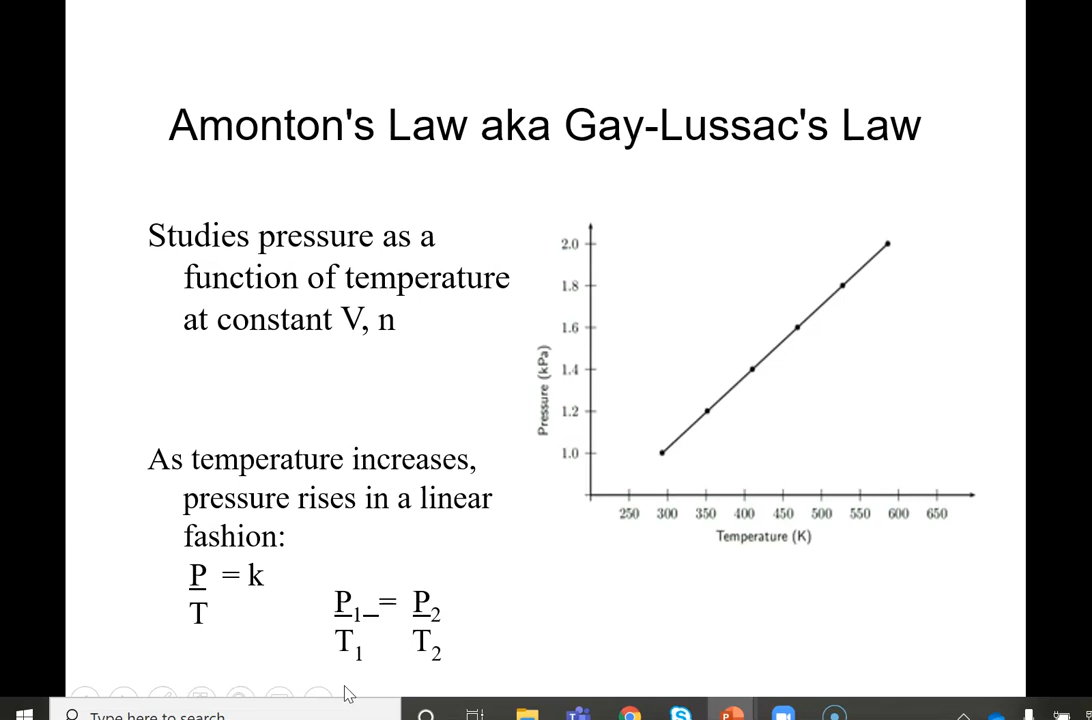 Amonton's Law aka Gay-Lussac's Law
Studies pressure as a
function of temperature
at constant V, n
As temperature increases,
pressure rises in a linear
fashion:
P = k
T
P1 = P2
T1 T2
Pressure (kPa)
2.0
1.8
1.6
1.4
1.2
1.0
250 300 350 400 450 500 550 600 650
Temperature (K)
Type here to search